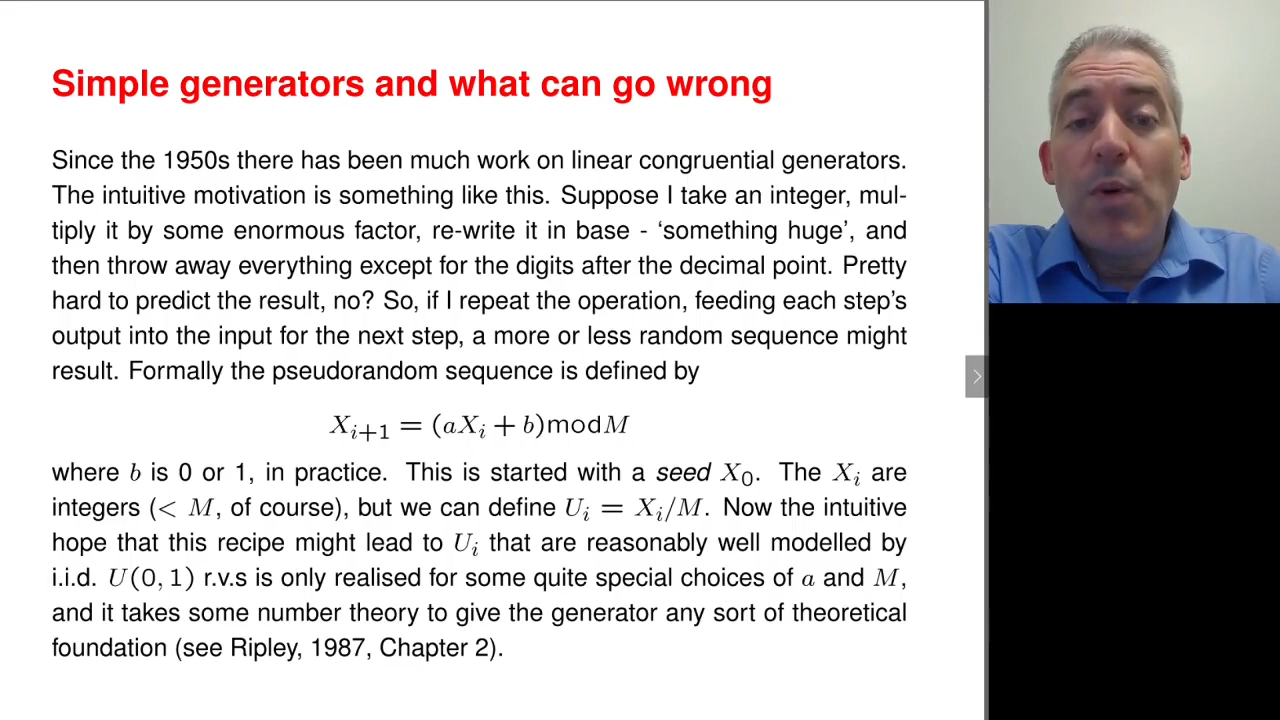 Simple generators and what can go wrong
Since the 1950s there has been much work on linear congruential generators.
The intuitive motivation is something like this. Suppose I take an integer, mul-
tiply it by some enormous factor, re-write it in base - ‘something huge’, and
then throw away everything except for the digits after the decimal point. Pretty
hard to predict the result, no? So, if I repeat the operation, feeding each step’s
output into the input for the next step, a more or less random sequence might
result. Formally the pseudorandom sequence is defined by
X_{i+1} = (aX_i + b)modM
where b is 0 or 1, in practice. This is started with a seed X_0. The X_i are
integers (< M, of course), but we can define U_i = X_i/M. Now the intuitive
hope that this recipe might lead to U_i that are reasonably well modelled by
i.i.d. U(0, 1) r.v.s is only realised for some quite special choices of a and M,
and it takes some number theory to give the generator any sort of theoretical
foundation (see Ripley, 1987, Chapter 2).